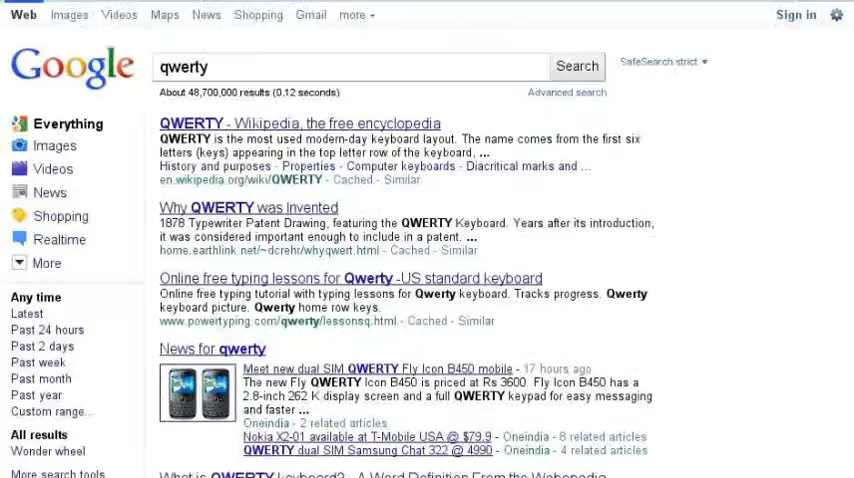 Web Images Videos Maps News Shopping Gmail more
Sign in
Google
qwerty
Search
SafeSearch strict
About 48,700,000 results (0.12 seconds)
Advanced search
Everything
Images
Videos
News
Shopping
Realtime
More
Any time
Latest
Past 24 hours
Past 2 days
Past week
Past month
Past year
Custom range...
All results
Wonder wheel
More search tools
QWERTY - Wikipedia, the free encyclopedia
QWERTY is the most used modern-day keyboard layout. The name comes from the first six
letters (keys) appearing in the top letter row of the keyboard, ...
History and purposes - Properties - Computer keyboards - Diacritical marks and ...
en.wikipedia.org/wiki/QWERTY - Cached - Similar
Why QWERTY was Invented
1878 Typewriter Patent Drawing, featuring the QWERTY Keyboard. Years after its introduction,
it was considered important enough to include in a patent. ...
home.earthlink.net/~dcrehr/whyqwert.html - Cached - Similar
Online free typing lessons for Qwerty -US standard keyboard
Online free typing tutorial with typing lessons for Qwerty keyboard. Tracks progress. Qwerty
keyboard picture. Qwerty home row keys.
www.powertyping.com/qwerty/lessonsq.html - Cached - Similar
News for qwerty
Meet new dual SIM QWERTY Fly Icon B450 mobile - 17 hours ago
The new Fly QWERTY Icon B450 is priced at Rs 3600. Fly Icon B450 has a
2.8-inch 262 K display screen and a full QWERTY keypad for easy messaging
and faster ...
Oneindia - 2 related articles
Nokia X2-01 available at T-Mobile USA @ $79.9 - Oneindia - 8 related articles
QWERTY dual SIM Samsung Chat 322 @ 4990 - Oneindia - 4 related articles
What is QWERTY keyboard? - A Word Definition From the Webopedia